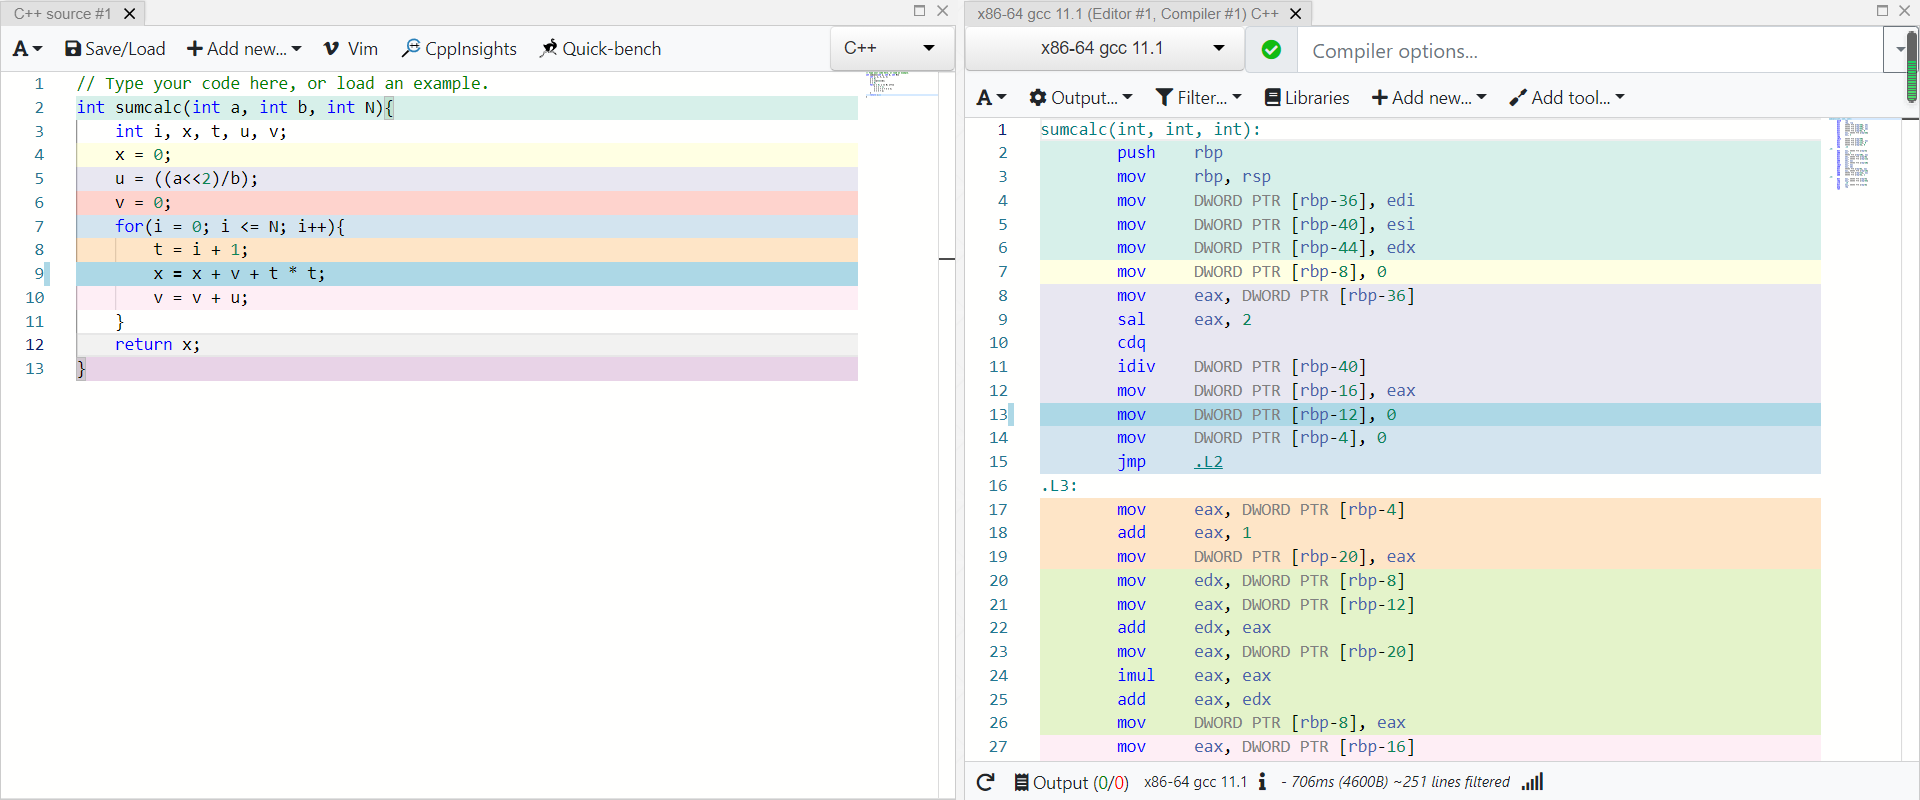 C++ source #1
A Save/Load Add new... Vim CppInsights Quick-bench C++
1 // Type your code here, or load an example.
2 int sumcalc(int a, int b, int N){
3 int i, x, t, u, v;
4 x = 0;
5 u = ((a<<2)/b);
6 v = 0;
7 for(i = 0; i <= N; i++){
8 t = i + 1;
9 x = x + v + t * t;
10 v = v + u;
11 }
12 return x;
13 }
x86-64 gcc 11.1 (Editor #1, Compiler #1) C++
x86-64 gcc 11.1 Compiler options...
A Output... Filter... Libraries Add new... Add tool...
1 sumcalc(int, int, int):
2 push rbp
3 mov rbp, rsp
4 mov DWORD PTR [rbp-36], edi
5 mov DWORD PTR [rbp-40], esi
6 mov DWORD PTR [rbp-44], edx
7 mov DWORD PTR [rbp-8], 0
8 mov eax, DWORD PTR [rbp-36]
9 sal eax, 2
10 cdq
11 idiv DWORD PTR [rbp-40]
12 mov DWORD PTR [rbp-16], eax
13 mov DWORD PTR [rbp-12], 0
14 mov DWORD PTR [rbp-4], 0
15 jmp .L2
16 .L3:
17 mov eax, DWORD PTR [rbp-4]
18 add eax, 1
19 mov DWORD PTR [rbp-20], eax
20 mov edx, DWORD PTR [rbp-8]
21 mov eax, DWORD PTR [rbp-12]
22 add edx, eax
23 mov eax, DWORD PTR [rbp-20]
24 imul eax, eax
25 add eax, edx
26 mov DWORD PTR [rbp-8], eax
27 mov eax, DWORD PTR [rbp-16]
Output (0/0) x86-64 gcc 11.1 i - 706ms (4600B) ~251 lines filtered